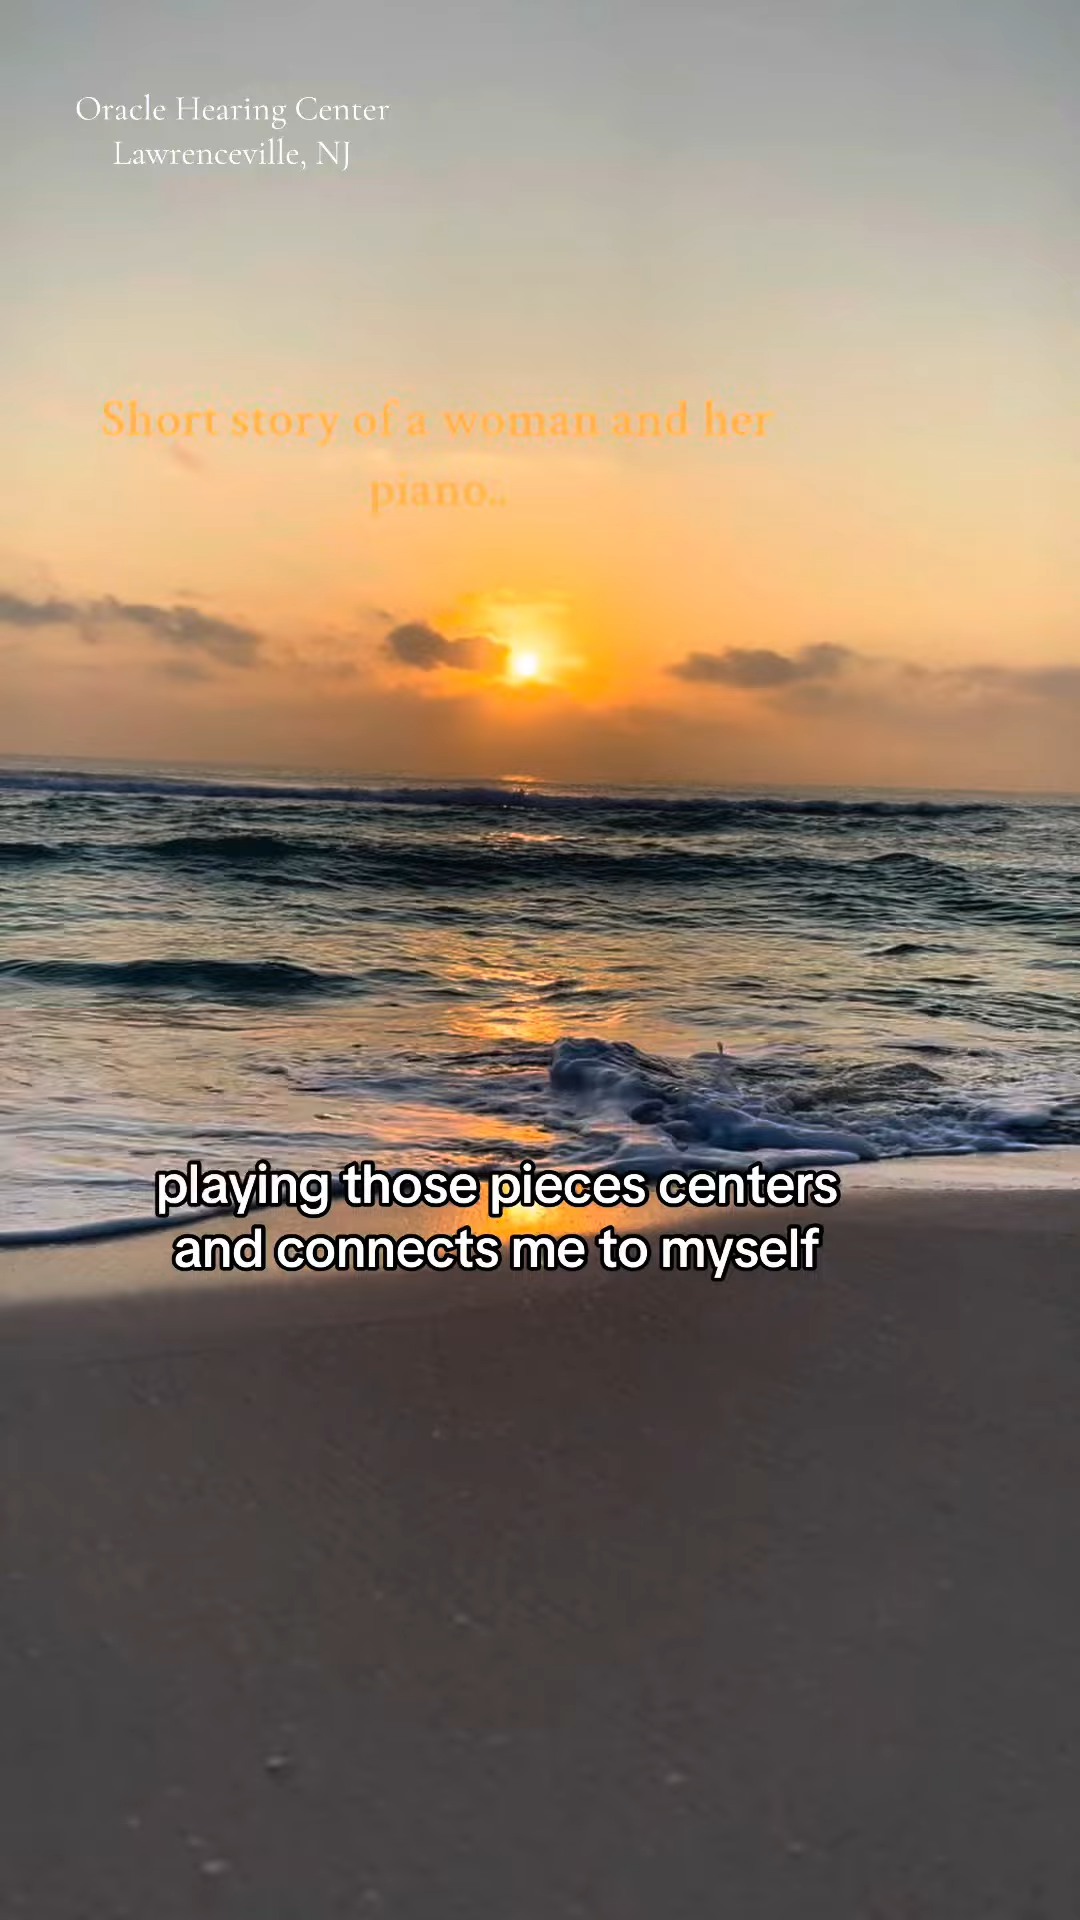 Oracle Hearing Center
Lawrenceville, NJ
Short story of a woman and her
piano..
playing those pieces centers
and connects me to myself